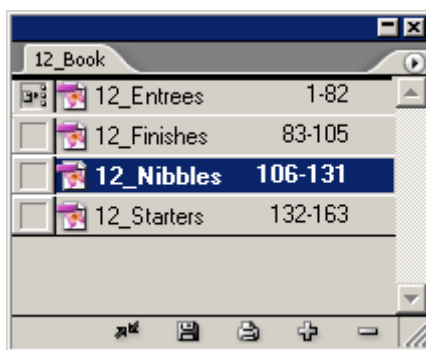 12_Book
12_Entrees 1-82
12_Finishes 83-105
12_Nibbles 106-131
12_Starters 132-163